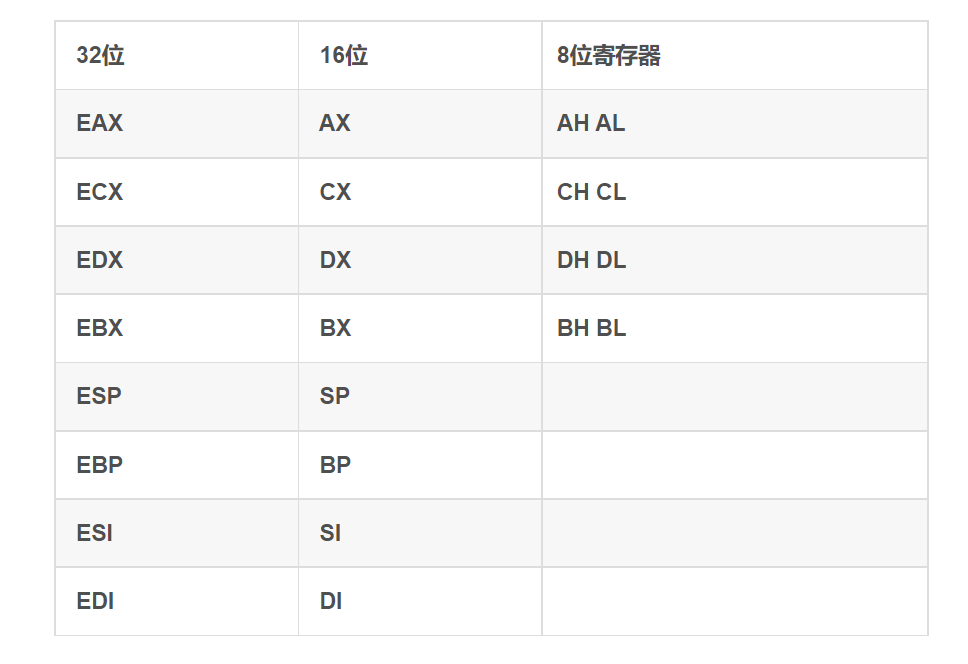 32位 16位 8位寄存器
EAX AX AH AL
ECX CX CH CL
EDX DX DH DL
EBX BX BH BL
ESP SP
EBP BP
ESI SI
EDI DI